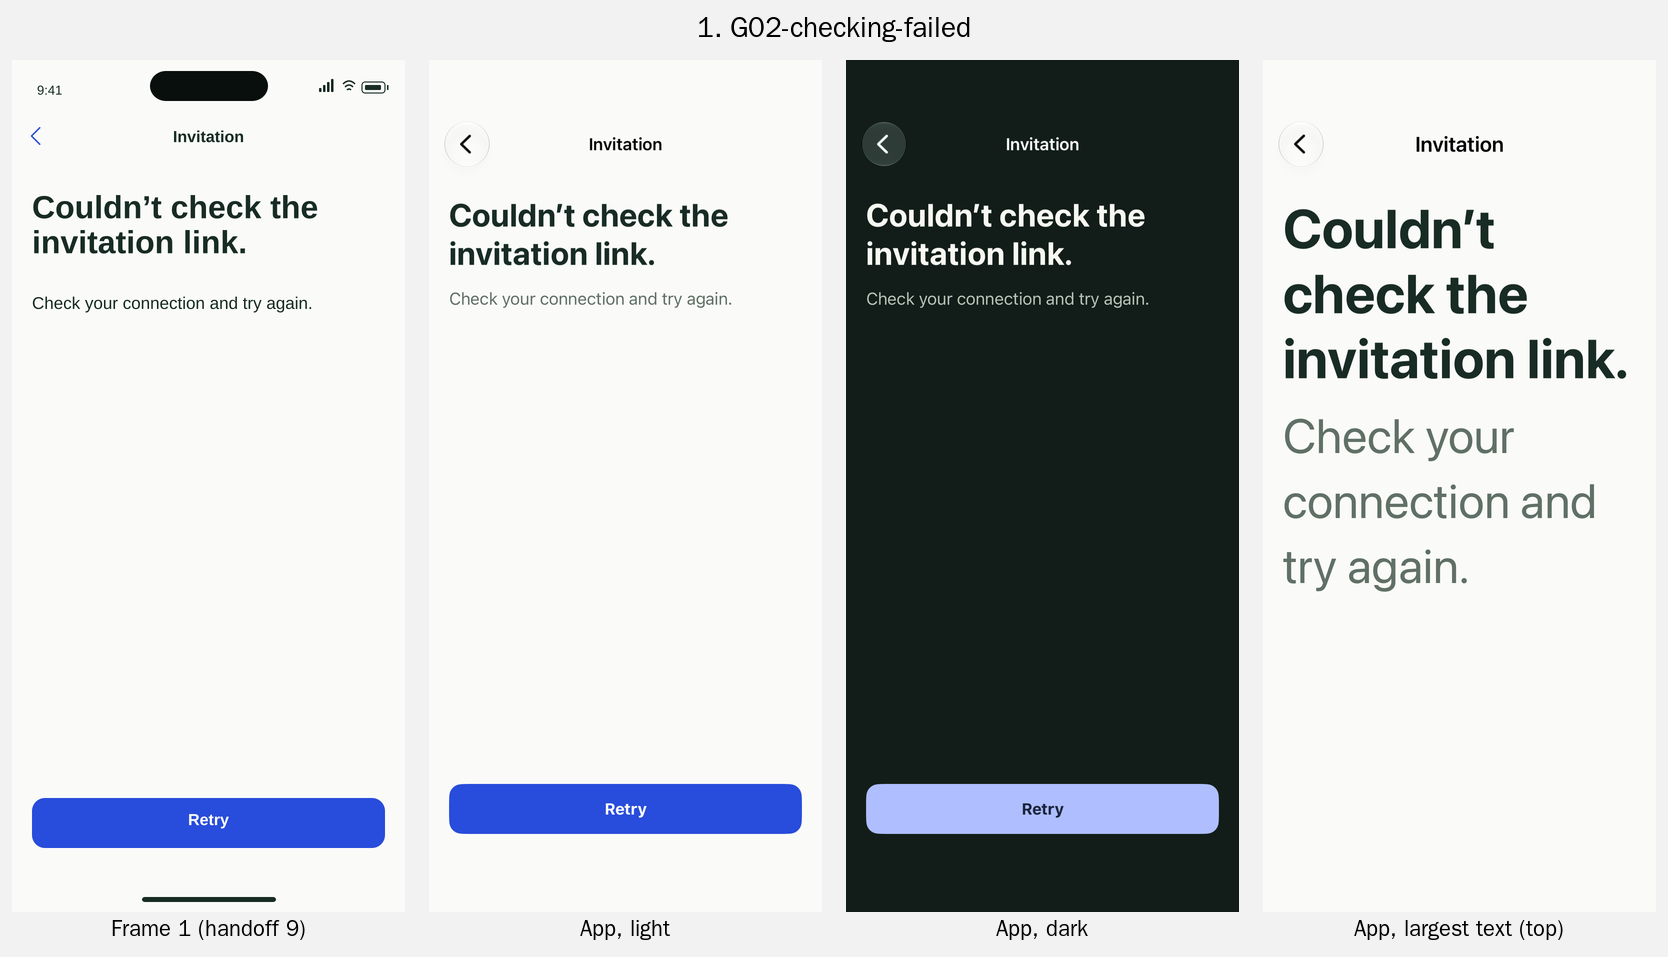 1. G02-checking-failed
9:41
Invitation
Couldn’t check the
invitation link.
Check your connection and try again.
Retry
Frame 1 (handoff 9)
Invitation
Couldn’t check the
invitation link.
Check your connection and try again.
Retry
App, light
Invitation
Couldn’t check the
invitation link.
Check your connection and try again.
Retry
App, dark
Invitation
Couldn’t
check the
invitation link.
Check your
connection and
try again.
App, largest text (top)